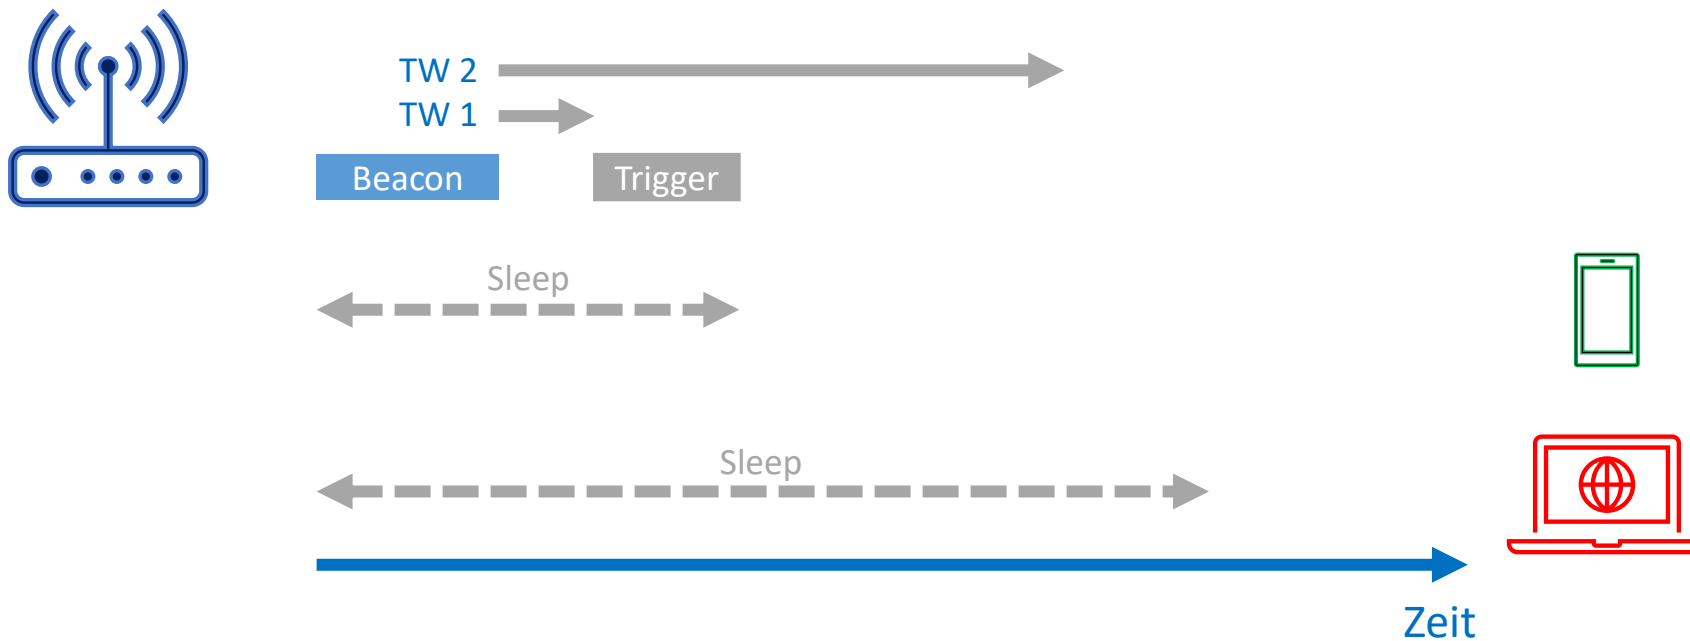 TW 2
TW 1
Beacon
Trigger
Sleep
Sleep
Zeit